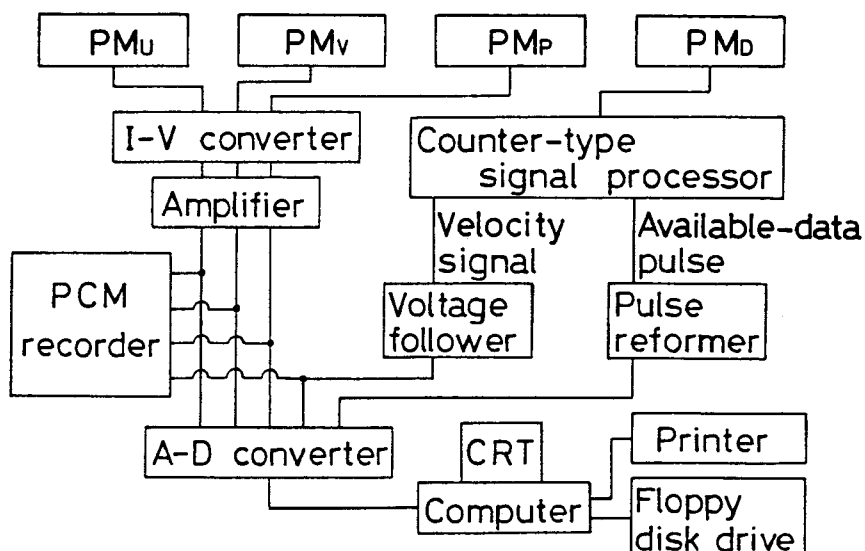 PMU
PMV
PMP
PMD
I-V converter
Counter-type
signal processor
Amplifier
Velocity
signal
Available-data
pulse
PCM
recorder
Voltage
follower
Pulse
reformer
A-D converter
CRT
Printer
Computer
Floppy
disk drive